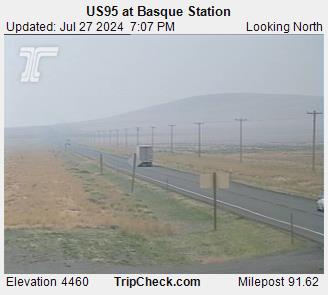 US95 at Basque Station
Updated: Jul 27 2024 7:07 PM Looking North
Elevation 4460 TripCheck.com Milepost 91.62